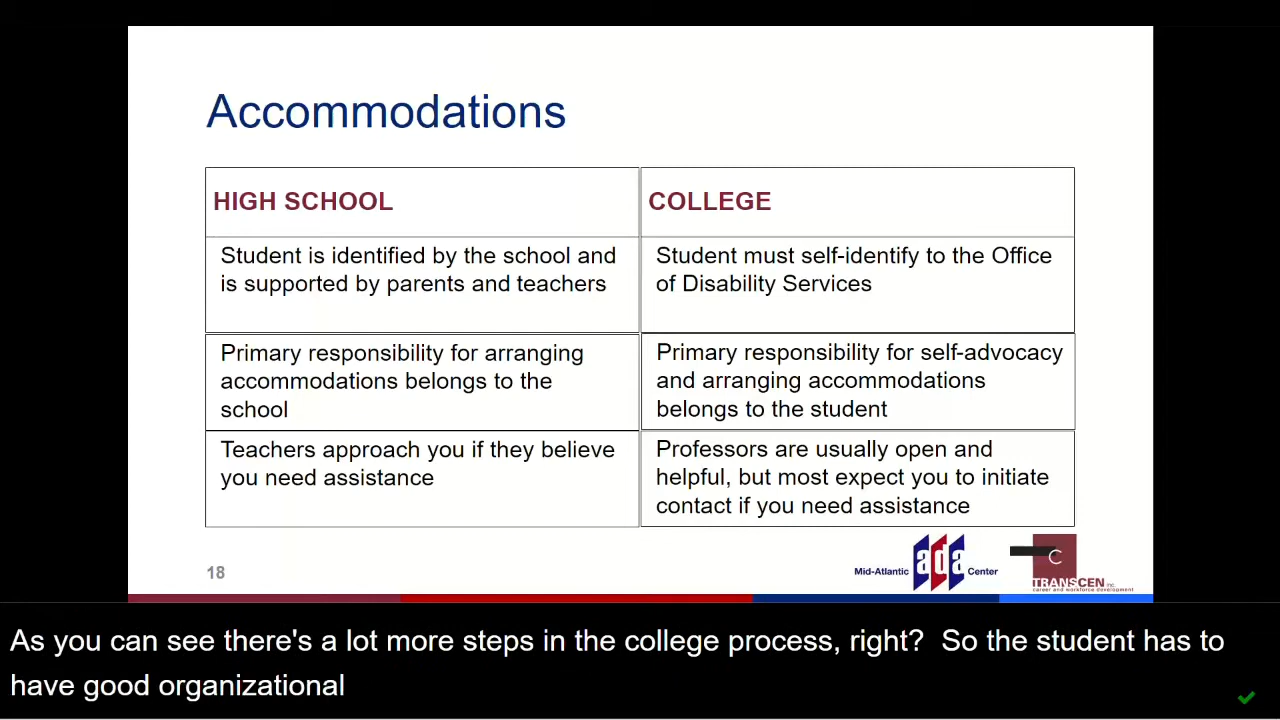 Accommodations
HIGH SCHOOL
COLLEGE
Student is identified by the school and
is supported by parents and teachers
Student must self-identify to the Office
of Disability Services
Primary responsibility for arranging
accommodations belongs to the
school
Primary responsibility for self-advocacy
and arranging accommodations
belongs to the student
Teachers approach you if they believe
you need assistance
Professors are usually open and
helpful, but most expect you to initiate
contact if you need assistance
18
Mid-Atlantic ada Center
C
TRANSCEN inc.
career and workforce development
As you can see there's a lot more steps in the college process, right?  So the student has to
have good organizational